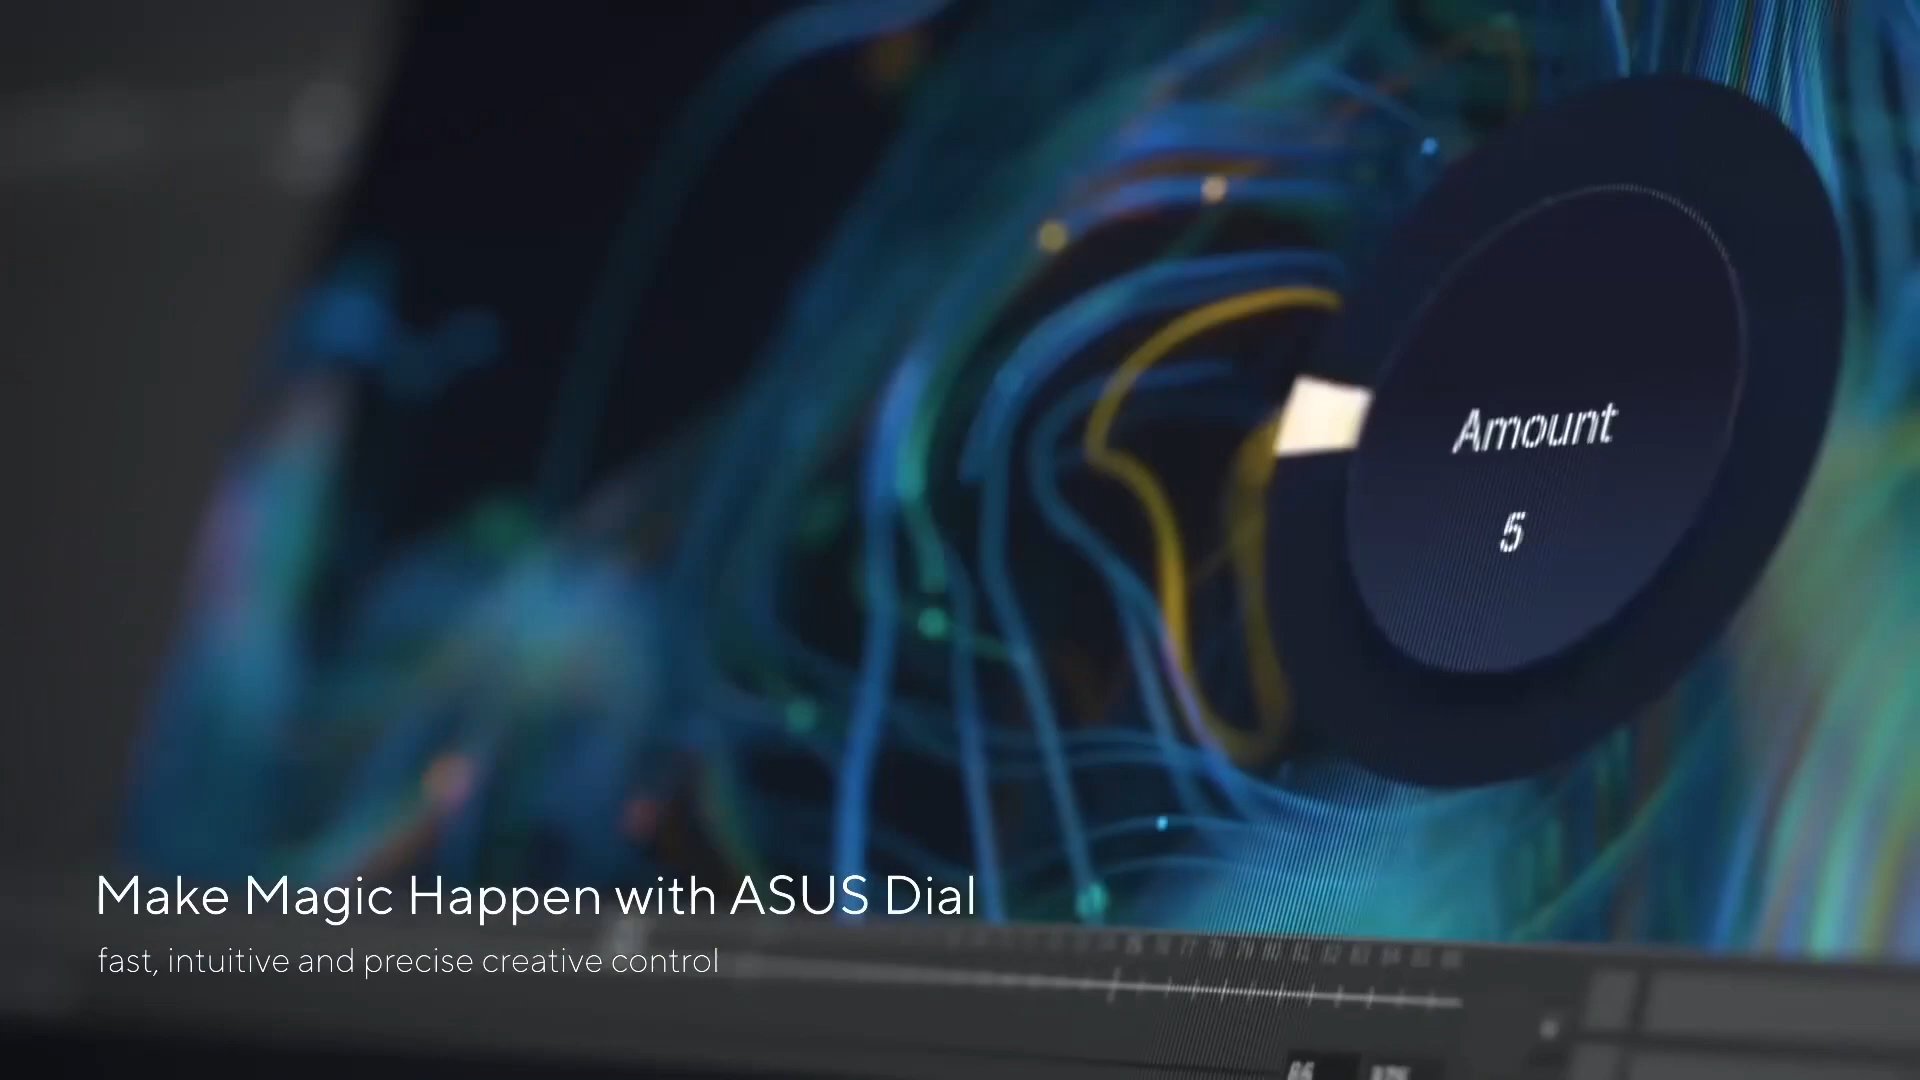 Amount
5
Make Magic Happen with ASUS Dial
fast, intuitive and precise creative control